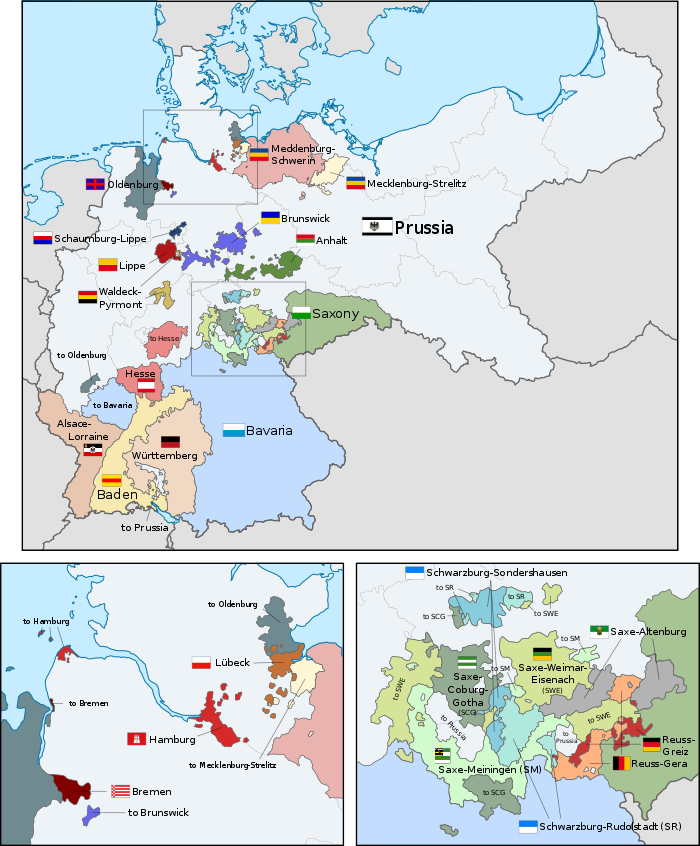 Mecklenburg-
Schwerin
Oldenburg
Mecklenburg-Strelitz
Brunswick
Prussia
Schaumburg-Lippe
Anhalt
Lippe
Waldeck-
Pyrmont
Saxony
to Hesse
to Oldenburg
Hesse
to Bavaria
Alsace-
Lorraine
Bavaria
Württemberg
Baden
to Prussia
to Hamburg
to Oldenburg
Lübeck
to Bremen
Hamburg
to Mecklenburg-Strelitz
Bremen
to Brunswick
Schwarzburg-Sondershausen
to SR
to SR
to SWE
to SCG
Saxe-Altenburg
to SM
Saxe-Weimar-
Eisenach
(SWE)
to SM
Saxe-
Coburg-
Gotha
(SCG)
to SWE
to SWE
to Prussia
to Prussia
Reuss-
Greiz
Reuss-Gera
Saxe-Meiningen (SM)
to SCG
Schwarzburg-Rudolstadt (SR)